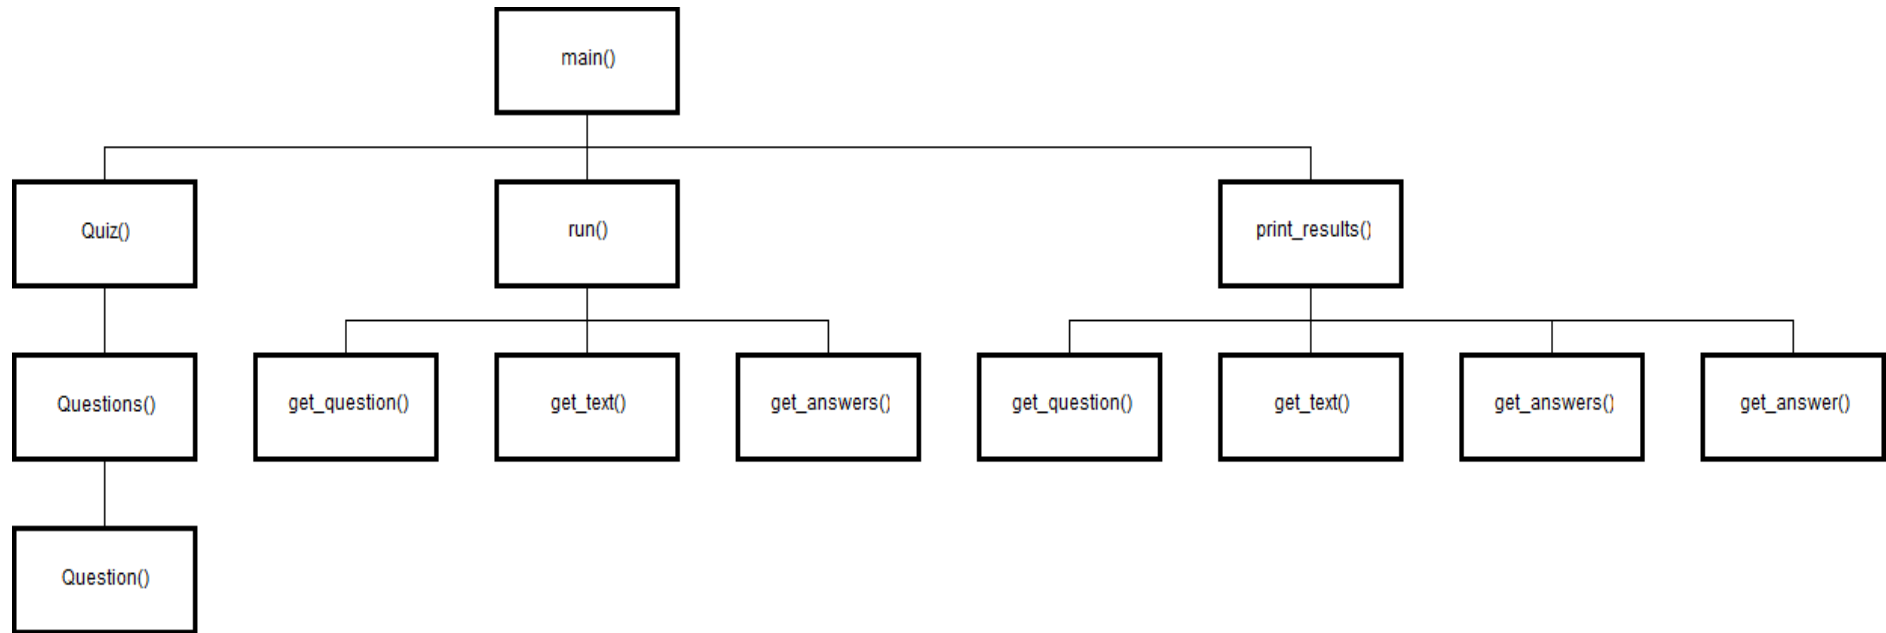 main()
Quiz()
run()
print_results()
Questions()
get_question()
get_text()
get_answers()
get_question()
get_text()
get_answers()
get_answer()
Question()